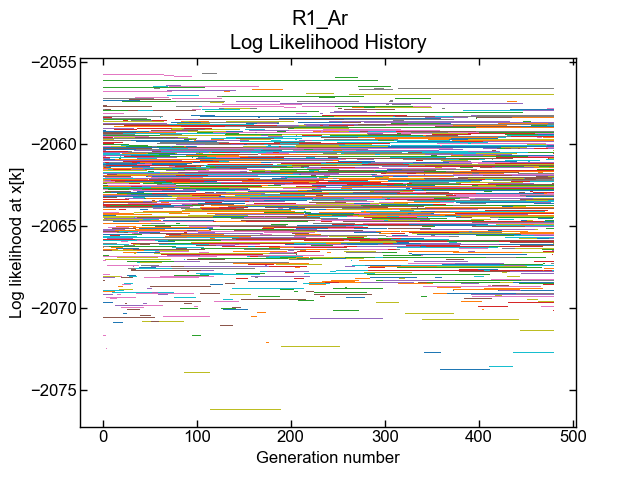 R1_Ar
Log Likelihood History
Log likelihood at x[k]
−2055
−2060
−2065
−2070
−2075
0
100
200
300
400
500
Generation number